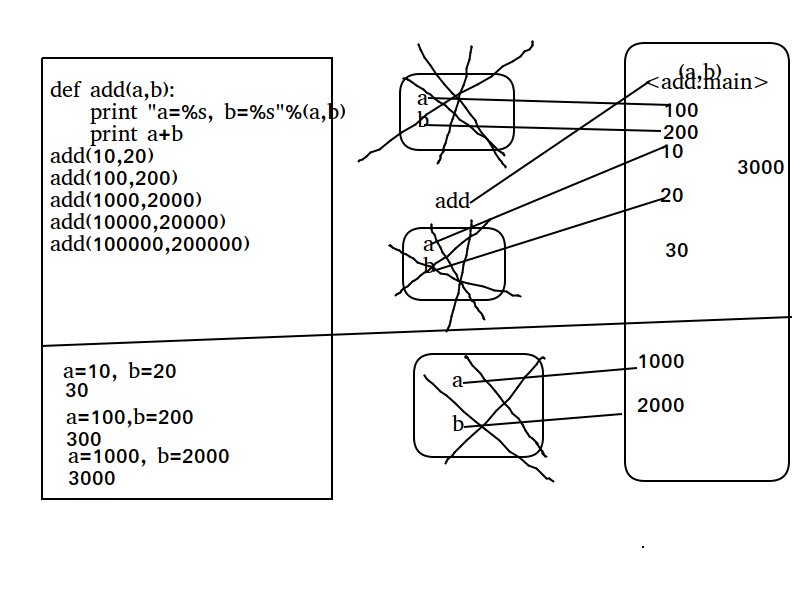 def add(a,b):
print "a=%s, b=%s"%(a,b)
print a+b
add(10,20)
add(100,200)
add(1000,2000)
add(10000,20000)
add(100000,200000)
a=10, b=20
30
a=100,b=200
300
a=1000, b=2000
3000
a
b
add
a
b
a
b
(a,b)
<add:main>
100
200
10
3000
20
30
1000
2000